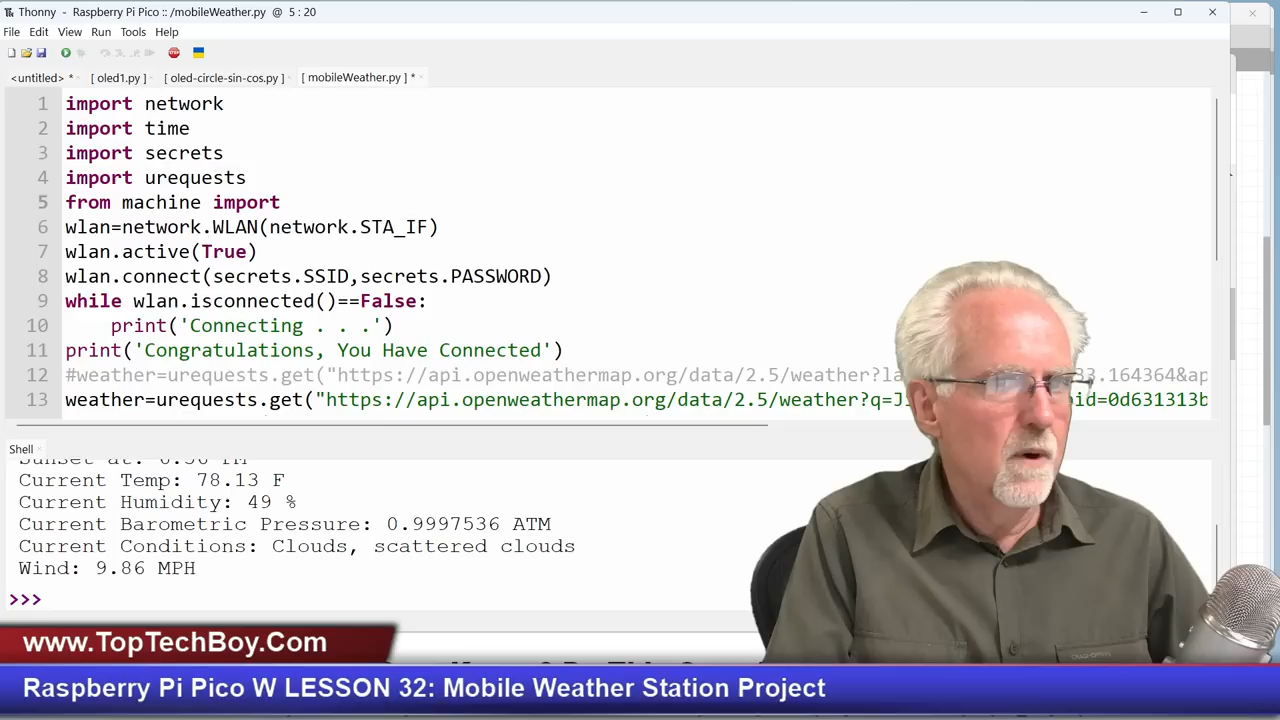 Thonny - Raspberry Pi Pico :: /mobileWeather.py @ 5 : 20
File Edit View Run Tools Help
<untitled> * [ oled1.py ] [ oled-circle-sin-cos.py ] [ mobileWeather.py ] *
1 import network
2 import time
3 import secrets
4 import urequests
5 from machine import
6 wlan=network.WLAN(network.STA_IF)
7 wlan.active(True)
8 wlan.connect(secrets.SSID,secrets.PASSWORD)
9 while wlan.isconnected()==False:
10 print('Connecting . . .')
11 print('Congratulations, You Have Connected')
12 #weather=urequests.get("https://api.openweathermap.org/data/2.5/weather?la 33.164364&ap
13 weather=urequests.get("https://api.openweathermap.org/data/2.5/weather?q=J id=0d631313b
Shell
Current Temp: 78.13 F
Current Humidity: 49 %
Current Barometric Pressure: 0.9997536 ATM
Current Conditions: Clouds, scattered clouds
Wind: 9.86 MPH
>>>
www.TopTechBoy.Com
Raspberry Pi Pico W LESSON 32: Mobile Weather Station Project